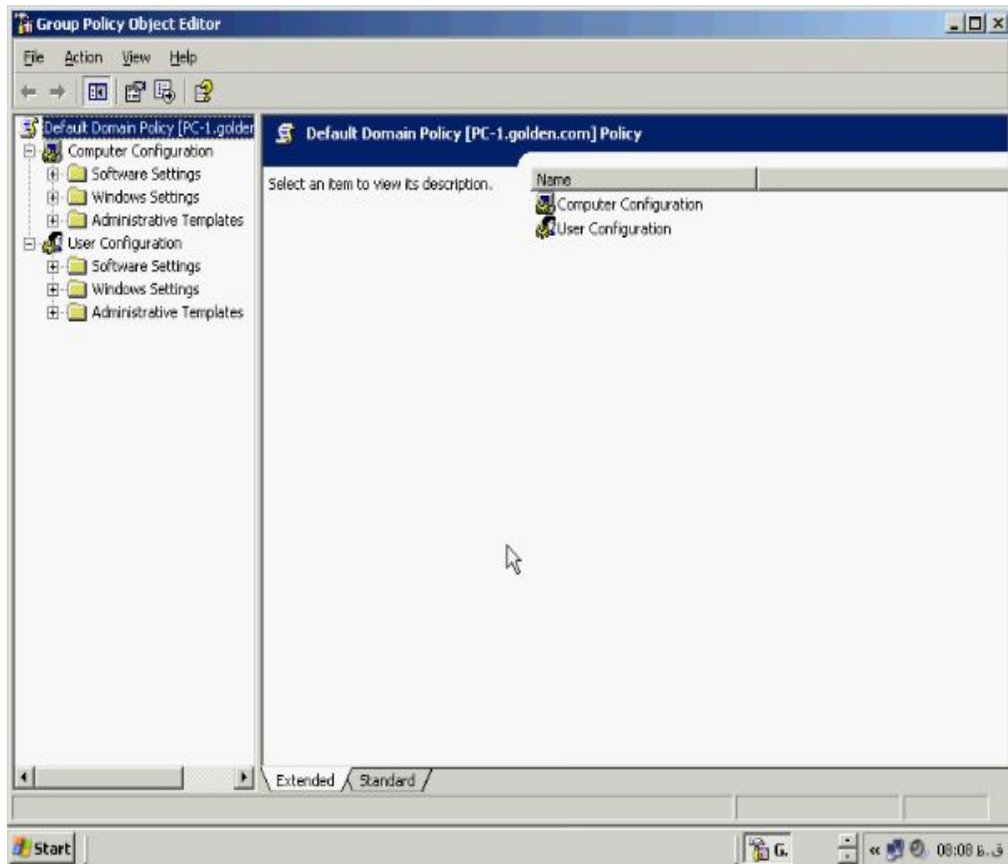 Group Policy Object Editor
File Action View Help
Default Domain Policy [PC-1.golder
Computer Configuration
Software Settings
Windows Settings
Administrative Templates
User Configuration
Software Settings
Windows Settings
Administrative Templates
Default Domain Policy [PC-1.golden.com] Policy
Select an item to view its description.
Name
Computer Configuration
User Configuration
Extended Standard
Start
G.
« 08:08 ق.ظ